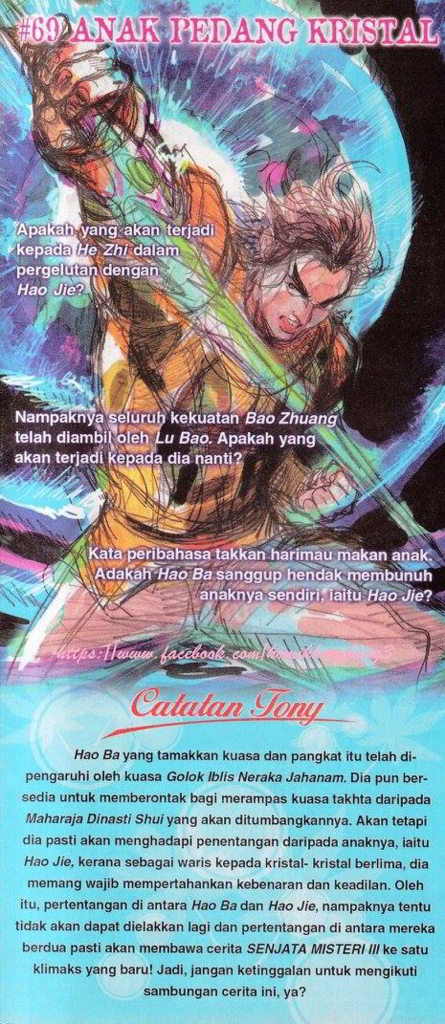 #69 ANAK PEDANG KRISTAL
Apakah yang akan terjadi
kepada He Zhi dalam
pergelutan dengan
Hao Jie?
Nampaknya seluruh kekuatan Bao Zhuang
telah diambil oleh Lu Bao. Apakah yang
akan terjadi kepada dia nanti?
Kata peribahasa takkan harimau makan anak.
Adakah Hao Ba sanggup hendak membunuh
anaknya sendiri, iaitu Hao Jie?
https://www.facebook.com/
Catatan Tony
Hao Ba yang tamakkan kuasa dan pangkat itu telah di-
pengaruhi oleh kuasa Golok Iblis Neraka Jahanam. Dia pun ber-
sedia untuk memberontak bagi merampas kuasa takhta daripada
Maharaja Dinasti Shui yang akan ditumbangkannya. Akan tetapi
dia pasti akan menghadapi penentangan daripada anaknya, iaitu
Hao Jie, kerana sebagai waris kepada kristal- kristal berlima, dia
memang wajib mempertahankan kebenaran dan keadilan. Oleh
itu, pertentangan di antara Hao Ba dan Hao Jie, nampaknya tentu
tidak akan dapat dielakkan lagi dan pertentangan di antara mereka
berdua pasti akan membawa cerita SENJATA MISTERI III ke satu
klimaks yang baru! Jadi, jangan ketinggalan untuk mengikuti
sambungan cerita ini, ya?